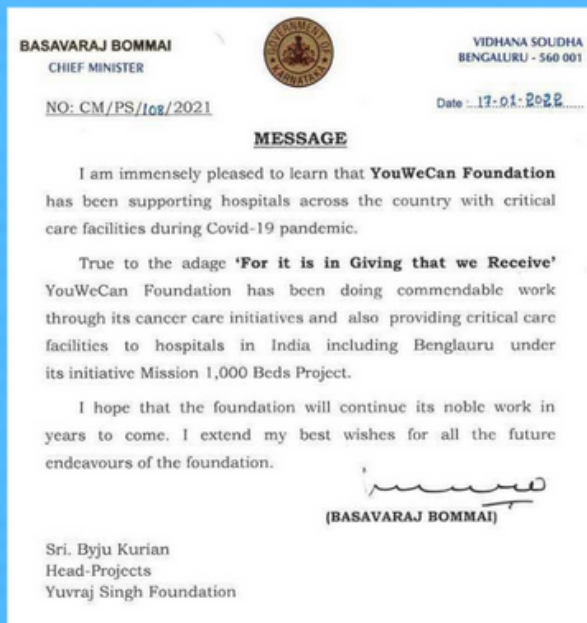 BASAVARAJ BOMMAI
CHIEF MINISTER
GOVERNMENT OF
KARNATAKA
VIDHANA SOUDHA
BENGALURU - 560 001
NO: CM/PS/108/2021
Date : 17-01-2022
MESSAGE
I am immensely pleased to learn that YouWeCan Foundation
has been supporting hospitals across the country with critical
care facilities during Covid-19 pandemic.
True to the adage 'For it is in Giving that we Receive'
YouWeCan Foundation has been doing commendable work
through its cancer care initiatives and also providing critical care
facilities to hospitals in India including Benglauru under
its initiative Mission 1,000 Beds Project.
I hope that the foundation will continue its noble work in
years to come. I extend my best wishes for all the future
endeavours of the foundation.
(BASAVARAJ BOMMAI)
Sri. Byju Kurian
Head-Projects
Yuvraj Singh Foundation